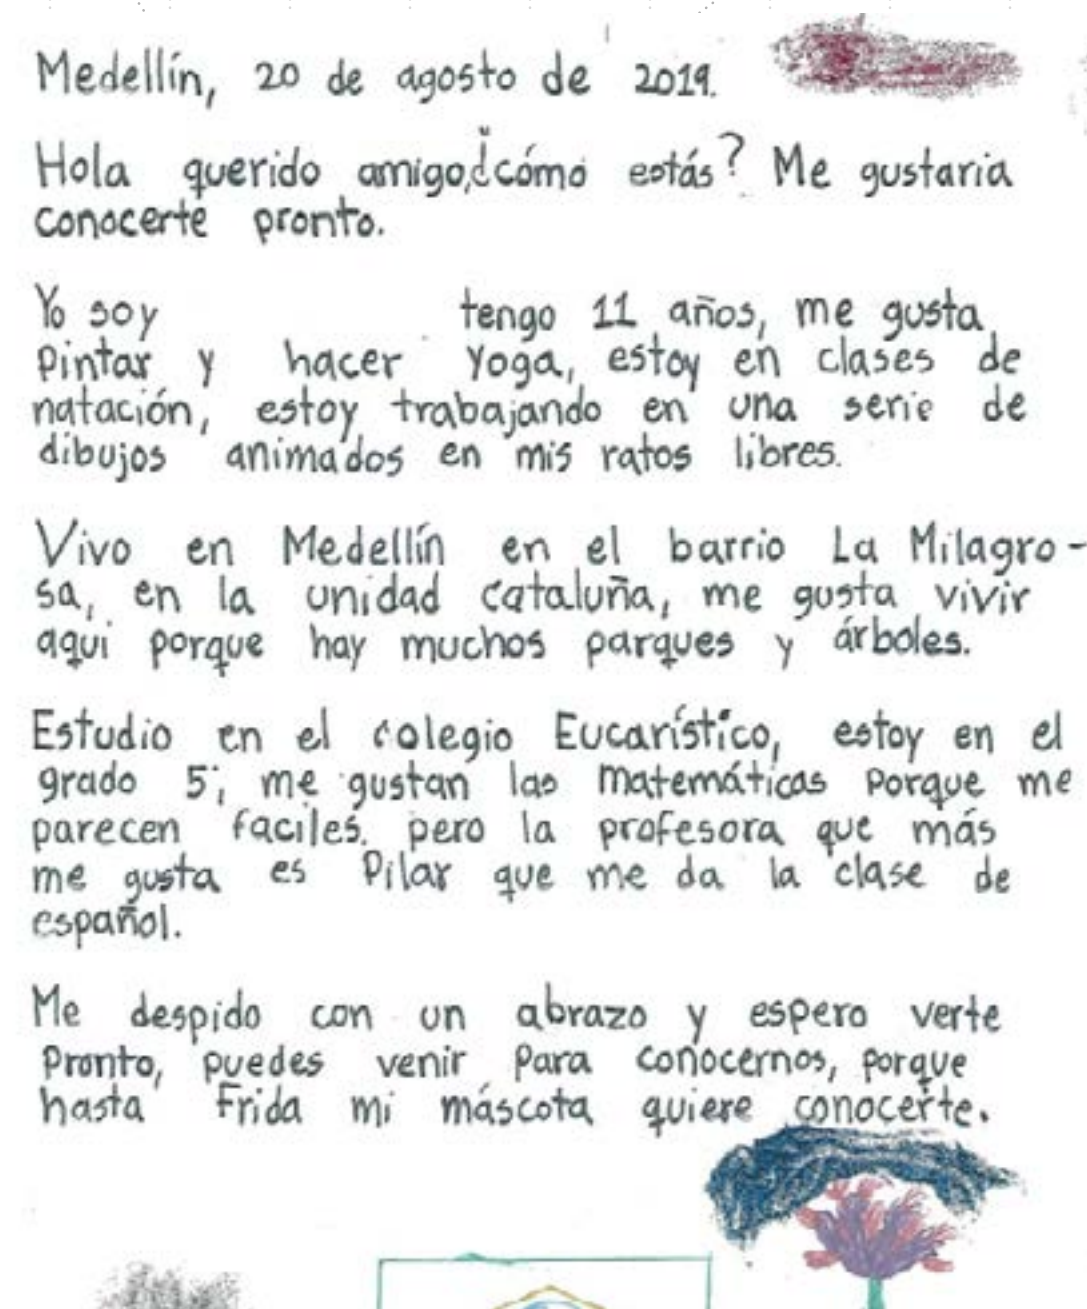 Medellín, 20 de agosto de 2019.
Hola querido amigo,¿cómo estás? Me gustaria
conocerte pronto.
Yo soy tengo 11 años, me gusta
pintar y hacer yoga, estoy en clases de
natación, estoy trabajando en una serie de
dibujos animados en mis ratos libres.
Vivo en Medellín en el barrio La Milagro-
sa, en la unidad Cataluña, me gusta vivir
aqui porque hay muchos parques y árboles.
Estudio en el colegio Eucarístico, estoy en el
grado 5°, me gustan las matemáticas porque me
parecen faciles. pero la profesora que más
me gusta es Pilar que me da la clase de
español.
Me despido con un abrazo y espero verte
Pronto, puedes venir para conocernos, porque
hasta Frida mi máscota quiere conocerte.